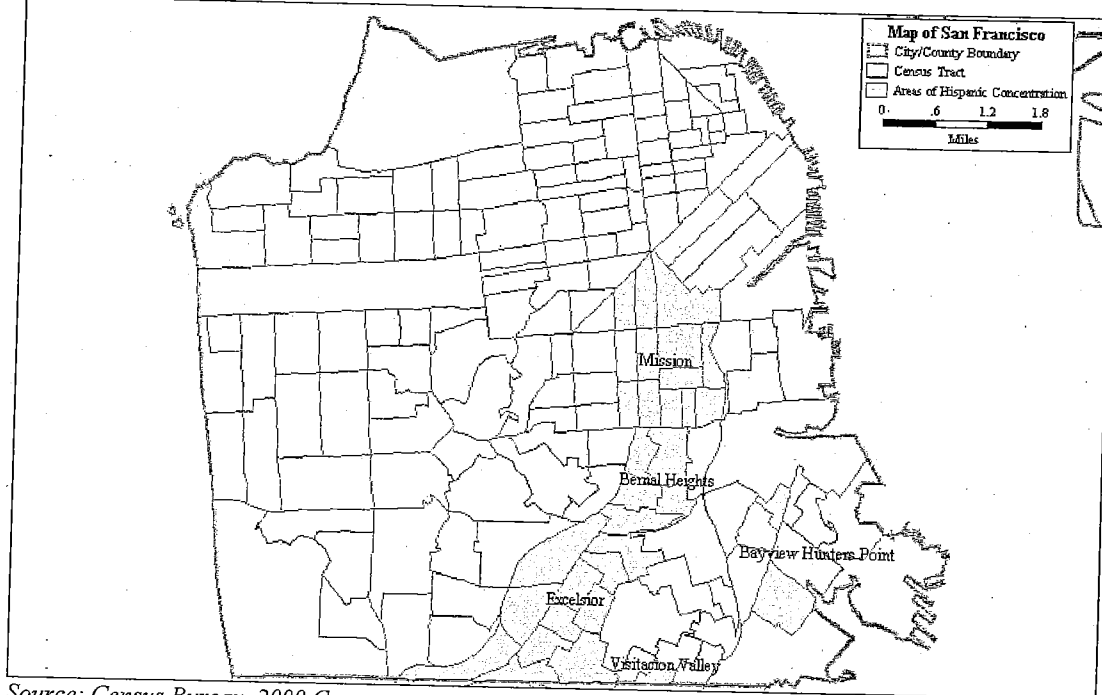 Map of San Francisco
City/County Boundary
Census Tract
Areas of Hispanic Concentration
0 .6 1.2 1.8
Miles
Mission
Bernal Heights
Bayview Hunters Point
Excelsior
Visitacion Valley
Source: Census Bureau, 2000